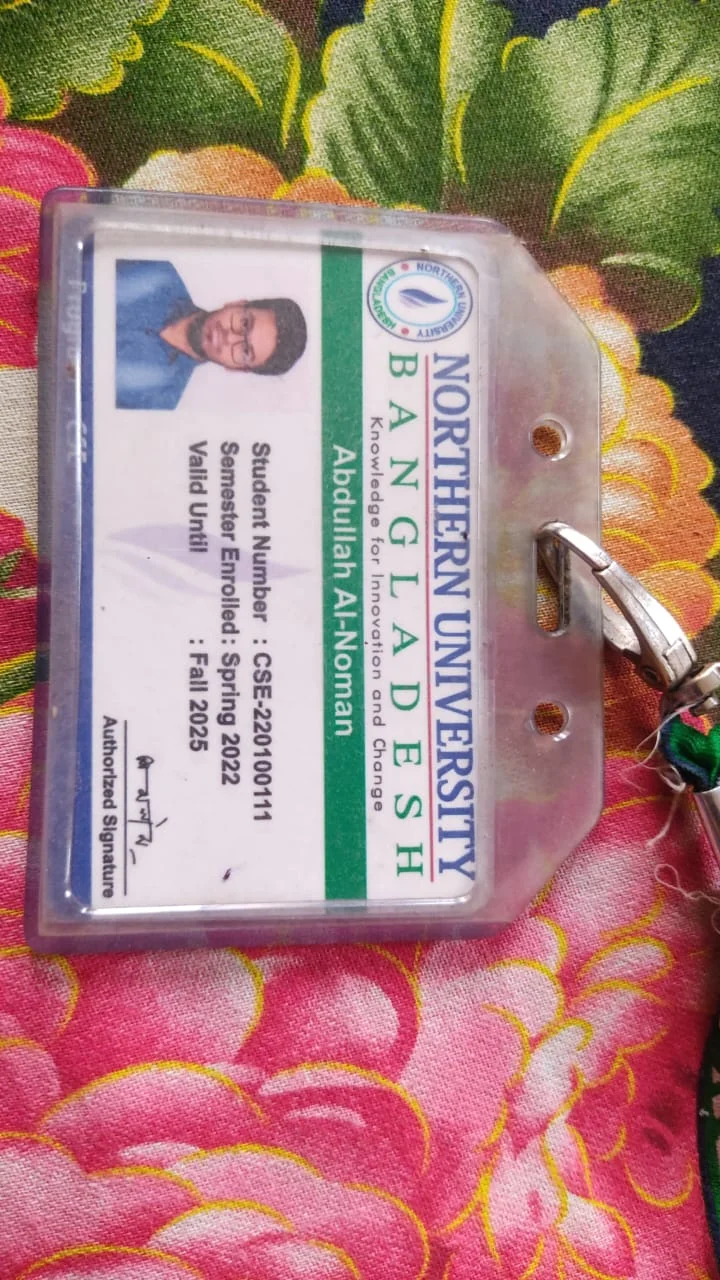 NORTHERN UNIVERSITY
BANGLADESH
NORTHERN UNIVERSITY
BANGLADESH
Knowledge for Innovation and Change
Abdullah Al-Noman
Student Number : CSE-220100111
Semester Enrolled : Spring 2022
Valid Until : Fall 2025
Authorized Signature
CSE